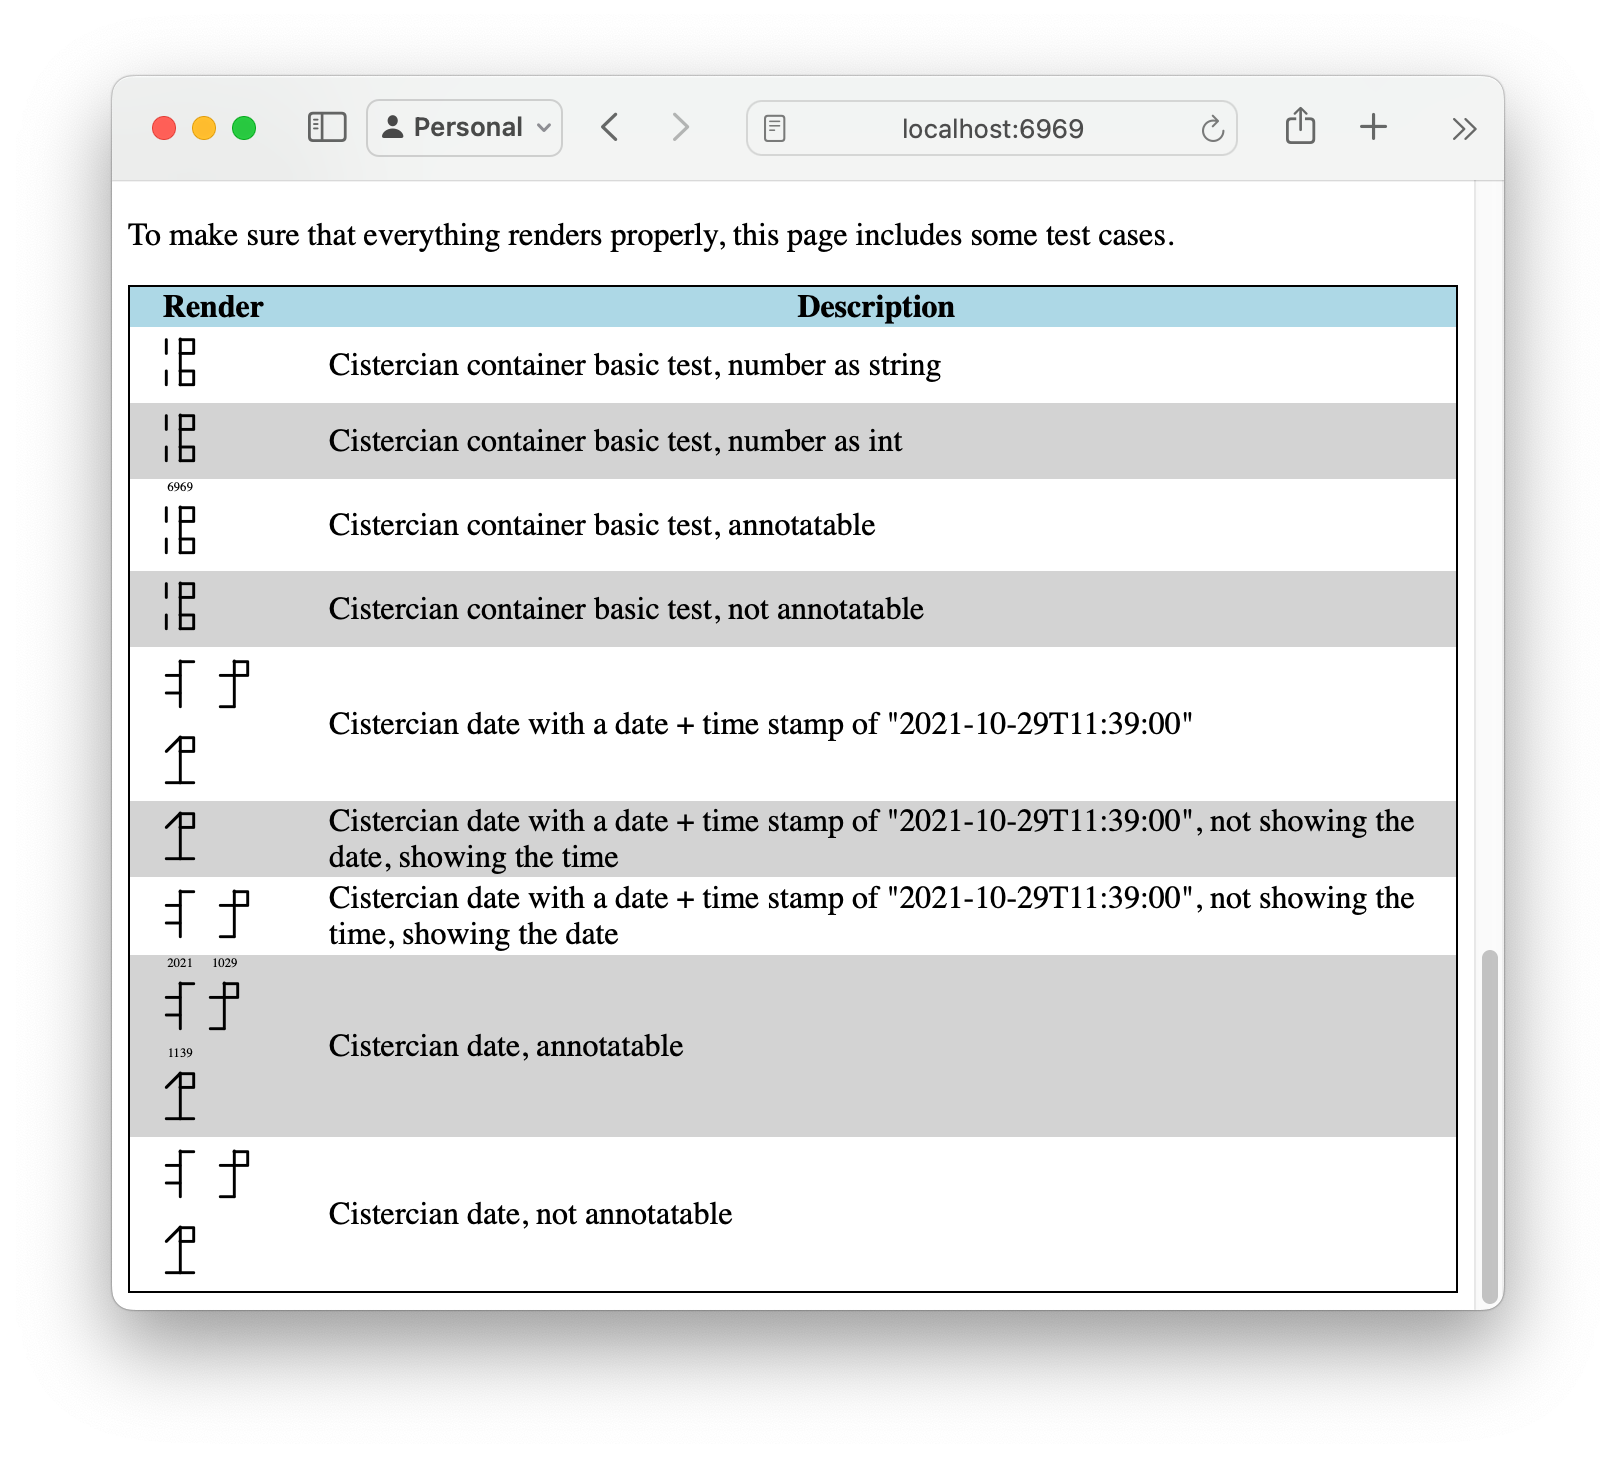 Personal
localhost:6969
To make sure that everything renders properly, this page includes some test cases.
Render Description
Cistercian container basic test, number as string
Cistercian container basic test, number as int
6969
Cistercian container basic test, annotatable
Cistercian container basic test, not annotatable
Cistercian date with a date + time stamp of "2021-10-29T11:39:00"
Cistercian date with a date + time stamp of "2021-10-29T11:39:00", not showing the
date, showing the time
Cistercian date with a date + time stamp of "2021-10-29T11:39:00", not showing the
time, showing the date
2021 1029
Cistercian date, annotatable
1139
Cistercian date, not annotatable